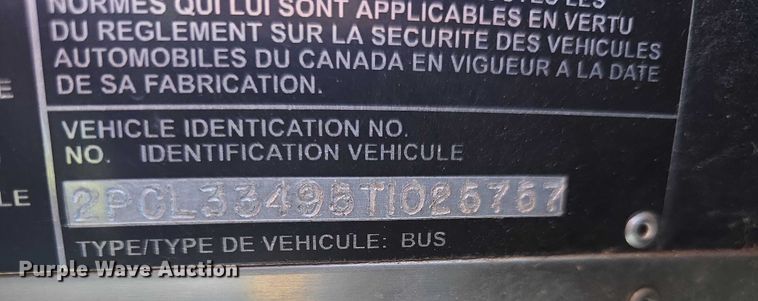 NORMES QUI LUI SONT APPLICABLES EN VERTU
DU REGLEMENT SUR LA SECURITE DES VEHICULES
AUTOMOBILES DU CANADA EN VIGUEUR A LA DATE
DE SA FABRICATION.
VEHICLE IDENTICATION NO.
NO. IDENTIFICATION VEHICULE
2PCL33495T1025757
TYPE/TYPE DE VEHICULE: BUS
Purple Wave Auction